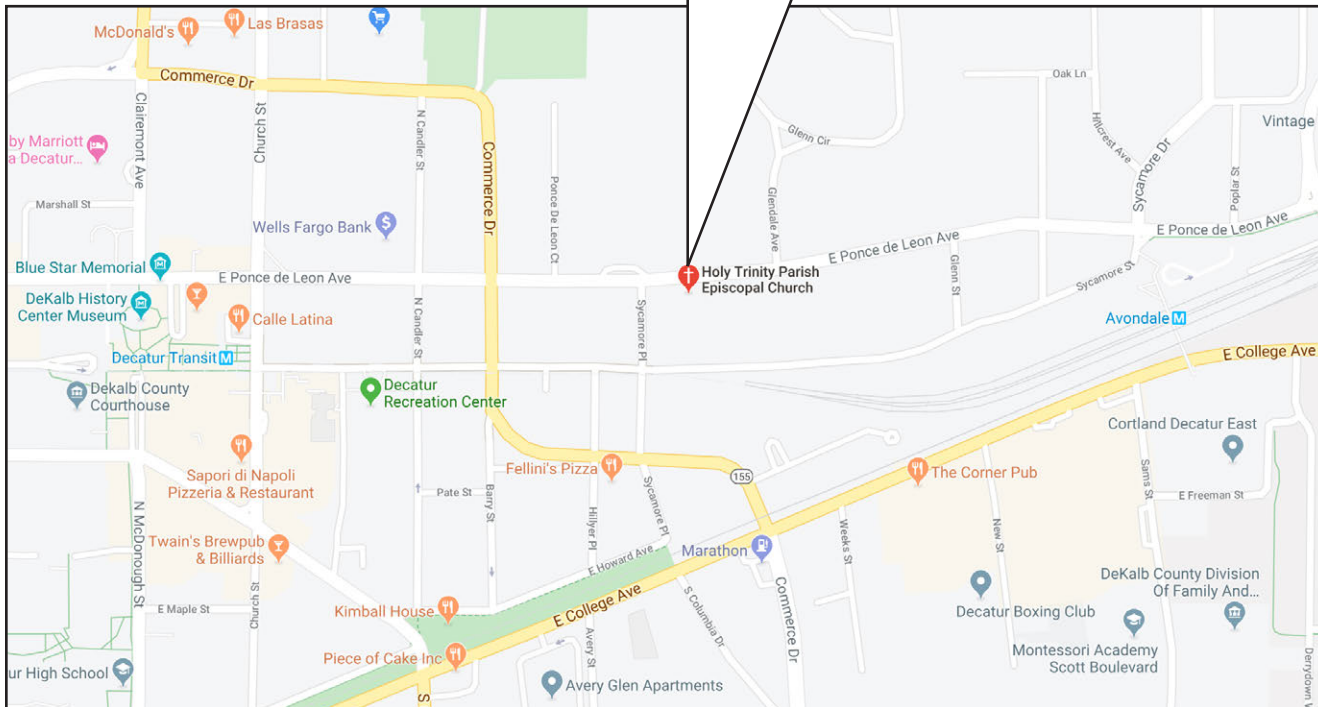 McDonald's
Las Brasas
Commerce Dr
Clairemont Ave
Church St
N Candler St
Commerce Dr
Ponce De Leon Ct
Oak Ln
Hillcrest Ave
Glenn Cir
Glendale Ave
Sycamore Dr
Poplar St
Vintage
by Marriott
a Decatur...
Marshall St
Wells Fargo Bank
Blue Star Memorial
E Ponce de Leon Ave
E Ponce de Leon Ave
E Ponce de Leon Ave
Holy Trinity Parish
Episcopal Church
DeKalb History
Center Museum
Calle Latina
N Candler St
Sycamore Pl
Glenn St
Sycamore St
Avondale M
Decatur Transit M
E College Ave
Dekalb County
Courthouse
Decatur
Recreation Center
Cortland Decatur East
Sapori di Napoli
Pizzeria & Restaurant
Fellini's Pizza
155
The Corner Pub
Pate St
Barry St
Hillyer Pl
Sycamore Pl
Sams St
E Freeman St
N McDonough St
Twain's Brewpub
& Billiards
E Howard Ave
Marathon
Weeks St
New St
Church St
E Maple St
Kimball House
E College Ave
S Columbia Dr
Commerce Dr
Decatur Boxing Club
DeKalb County Division
Of Family And...
Montessori Academy
Scott Boulevard
ur High School
Piece of Cake Inc
Avery St
Avery Glen Apartments
S
Derrydown W